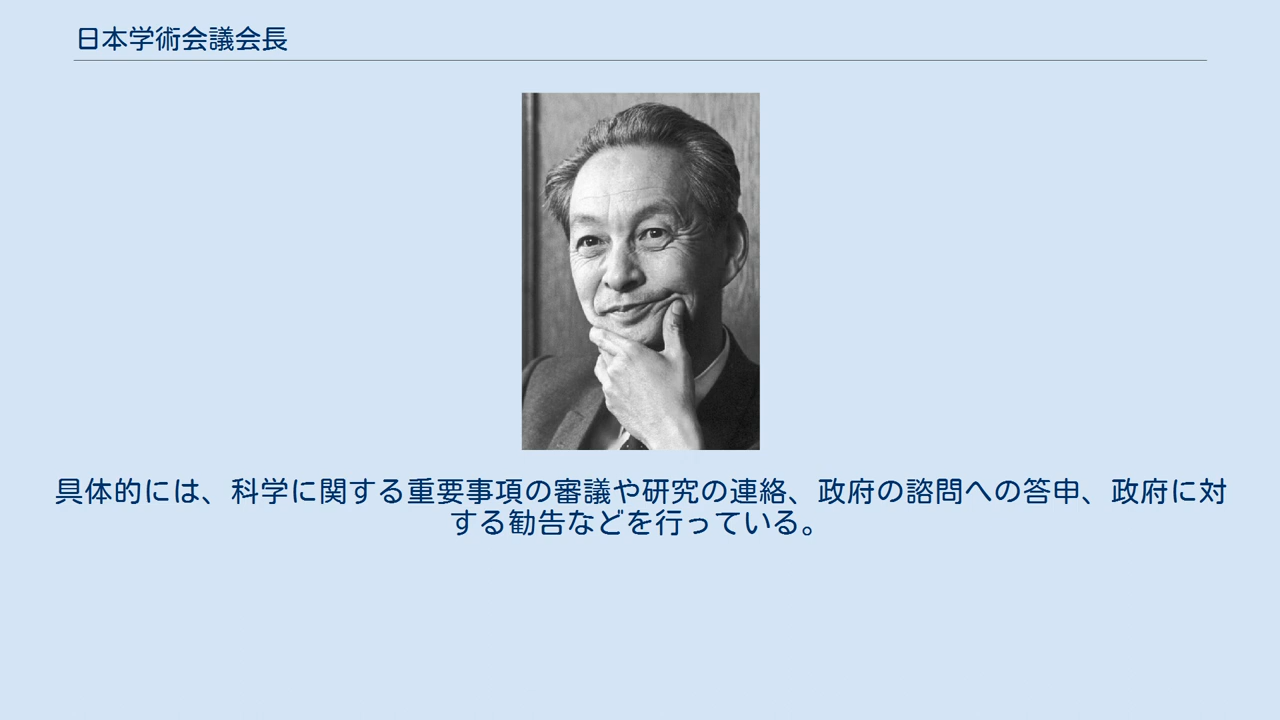 日本学術会議会長
具体的には、科学に関する重要事項の審議や研究の連絡、政府の諮問への答申、政府に対
する勧告などを行っている。